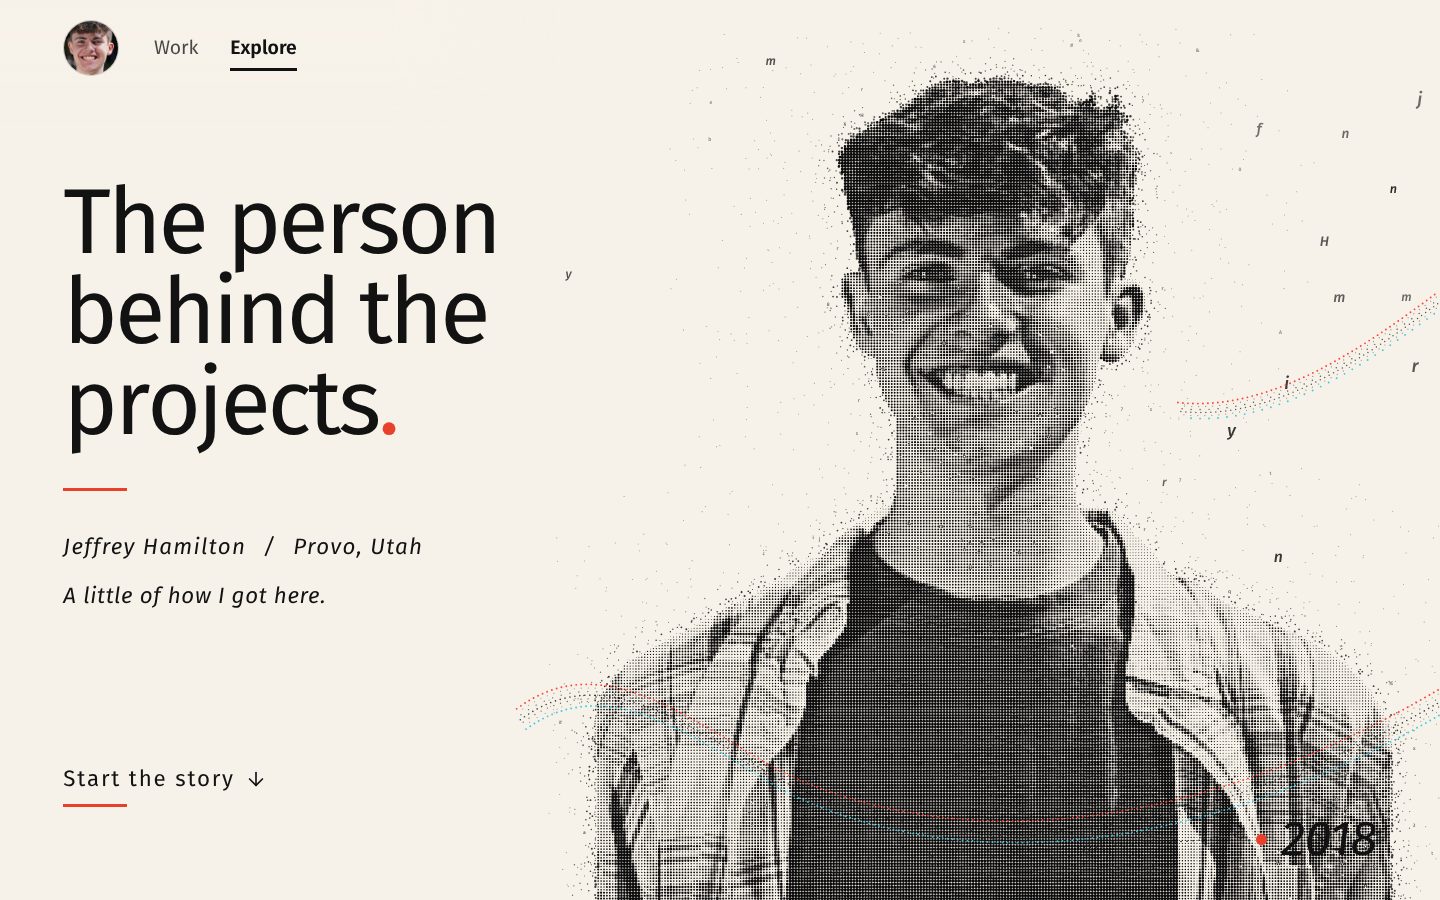 Work Explore
The person
behind the
projects.
Jeffrey Hamilton / Provo, Utah
A little of how I got here.
Start the story ↓
2018
m
j
f
n
n
H
y
m
m
r
i
y
r
n